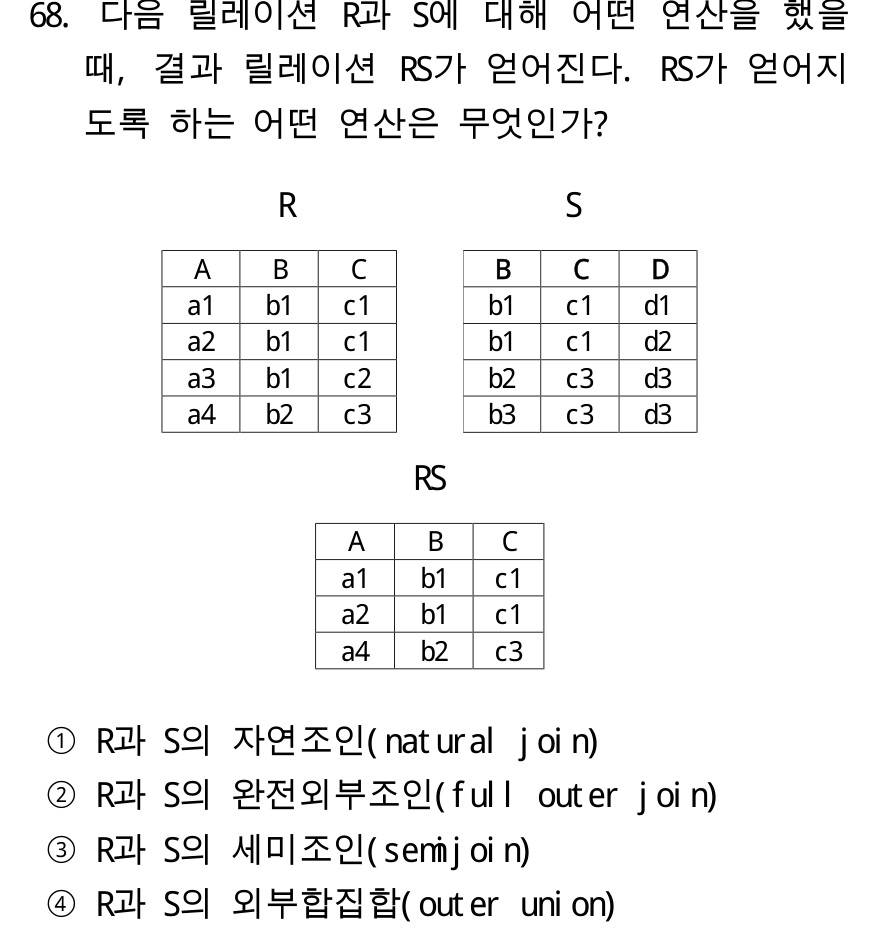 68. 다음 릴레이션 R과 S에 대해 어떤 연산을 했을
때, 결과 릴레이션 RS가 얻어진다. RS가 얻어지
도록 하는 어떤 연산은 무엇인가?
R S
A B C B C D
a1 b1 c1 b1 c1 d1
a2 b1 c1 b1 c1 d2
a3 b1 c2 b2 c3 d3
a4 b2 c3 b3 c3 d3
RS
A B C
a1 b1 c1
a2 b1 c1
a4 b2 c3
① R과 S의 자연조인(natural join)
② R과 S의 완전외부조인(full outer join)
③ R과 S의 세미조인(semijoin)
④ R과 S의 외부합집합(outer union)